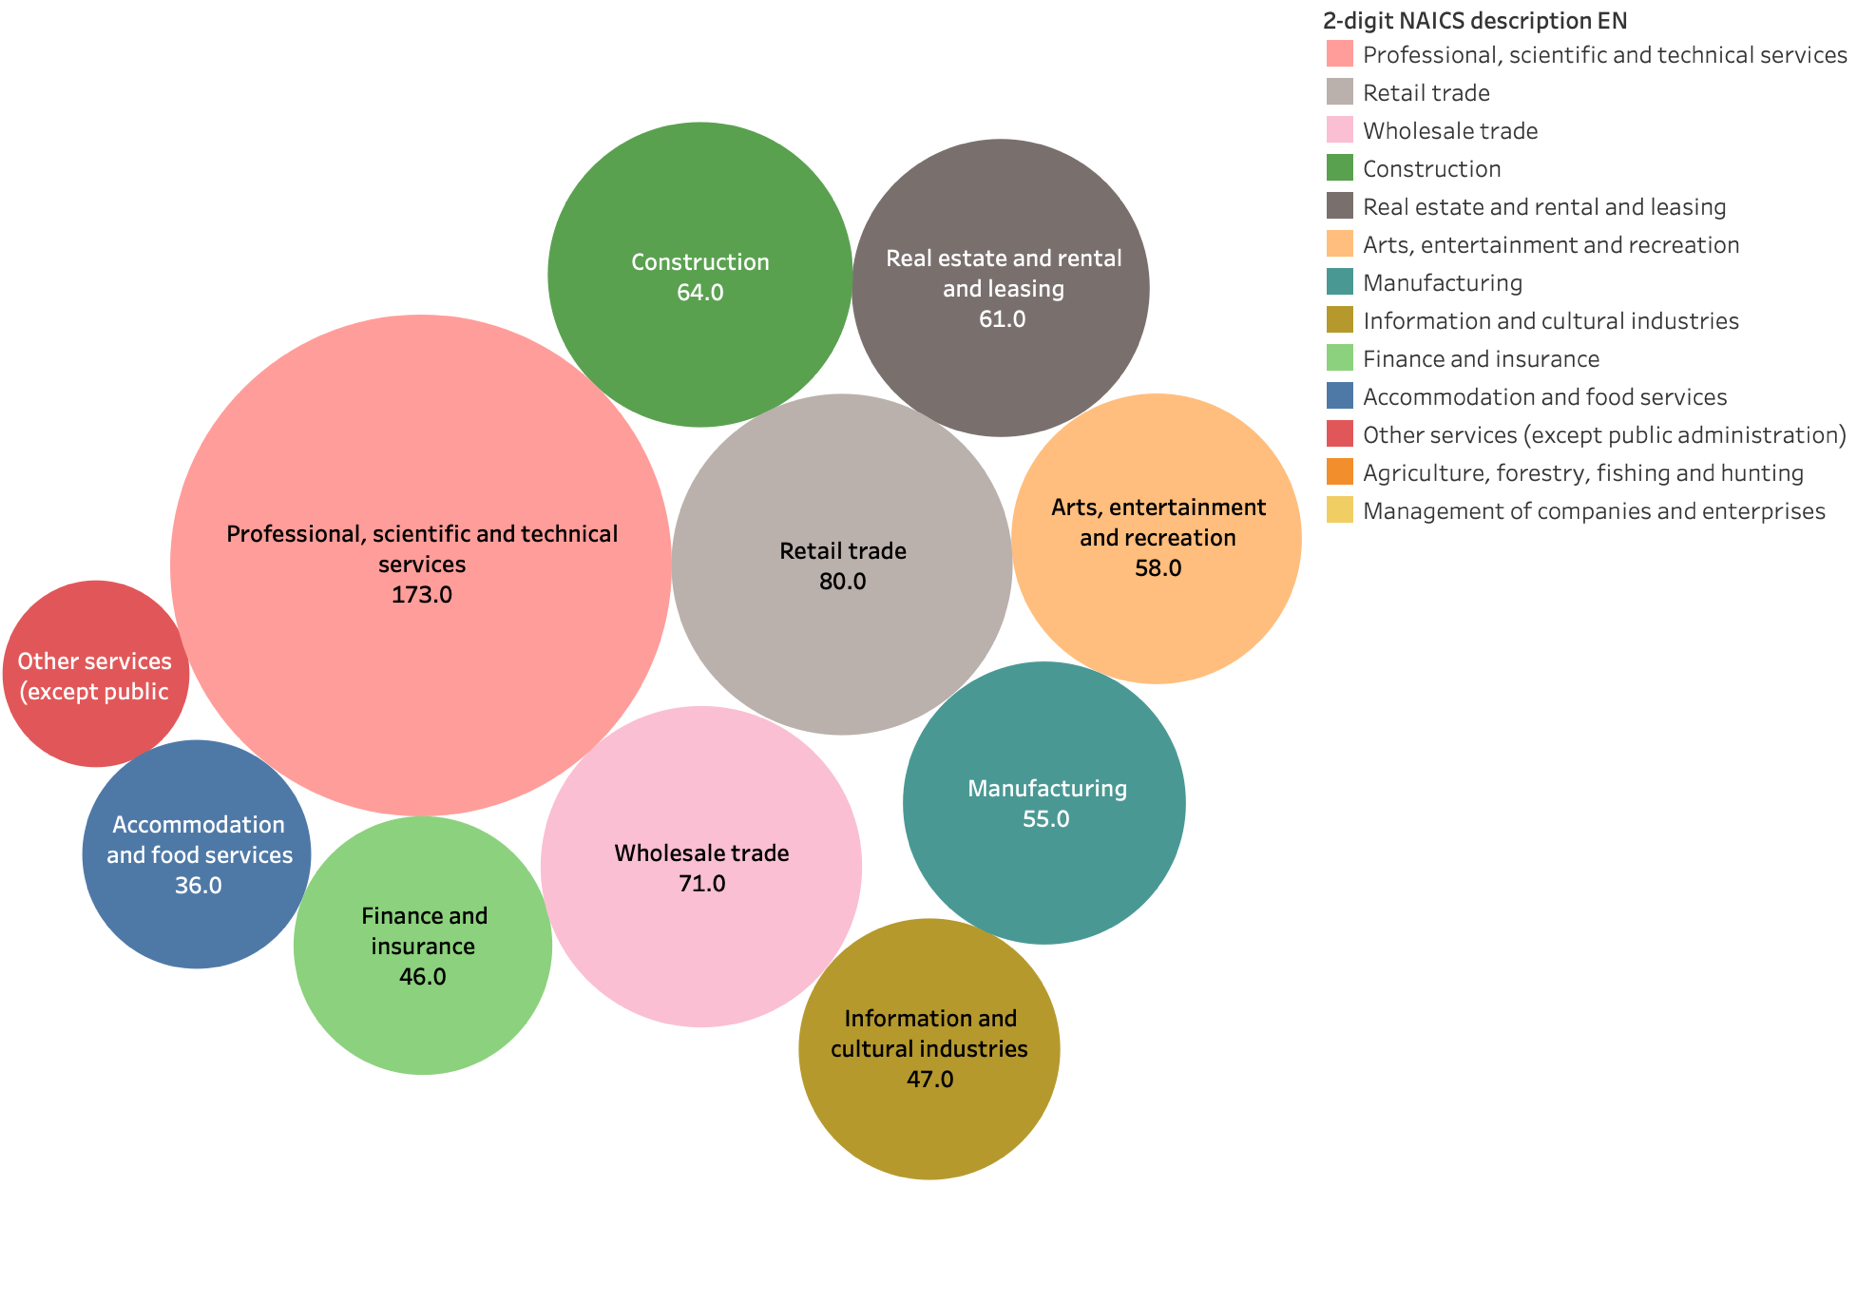 2-digit NAICS description EN
Professional, scientific and technical services
Retail trade
Wholesale trade
Construction
Real estate and rental and leasing
Arts, entertainment and recreation
Manufacturing
Information and cultural industries
Finance and insurance
Accommodation and food services
Other services (except public administration)
Agriculture, forestry, fishing and hunting
Management of companies and enterprises
Construction
64.0
Real estate and rental
and leasing
61.0
Professional, scientific and technical
services
173.0
Retail trade
80.0
Arts, entertainment
and recreation
58.0
Other services
(except public
Accommodation
and food services
36.0
Finance and
insurance
46.0
Wholesale trade
71.0
Manufacturing
55.0
Information and
cultural industries
47.0